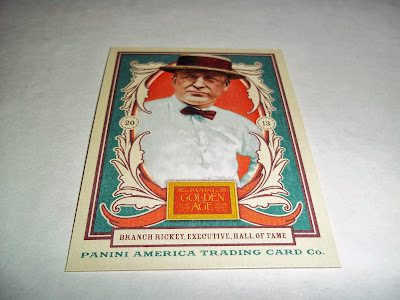 20 13
PANINI
GOLDEN
AGE
BRANCH RICKEY, EXECUTIVE, HALL OF FAME
PANINI AMERICA TRADING CARD Co.